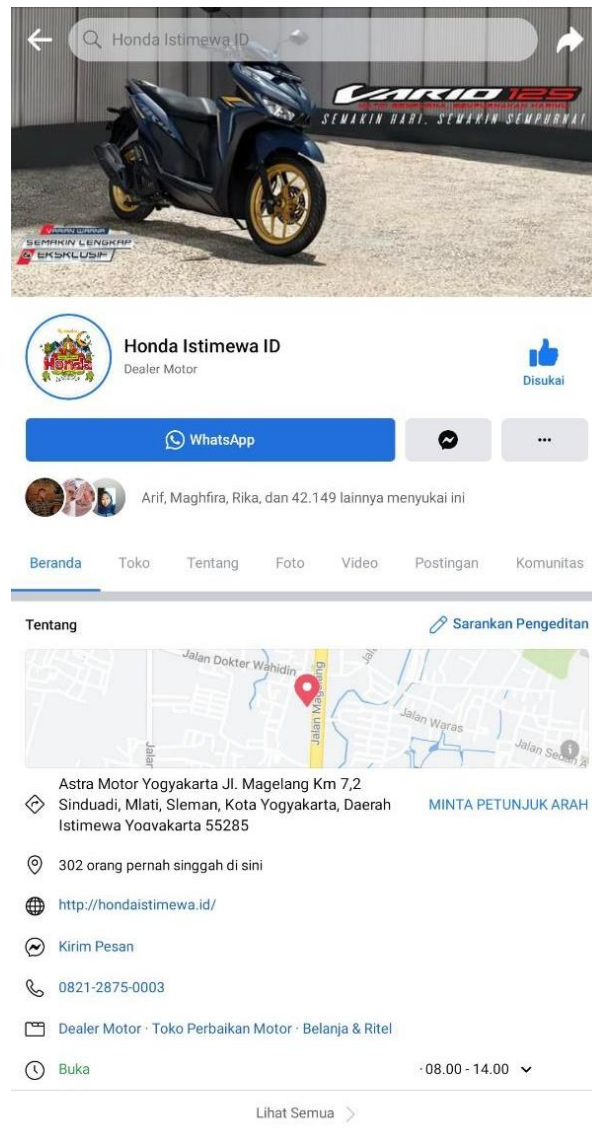 Honda Istimewa ID
VARIO 125
SEMAKIN HARI, SEMAKIN SEMPURNA!
VARIAN WARNA
SEMAKIN LENGKAP
& EKSKLUSIF
Honda
Honda Istimewa ID
Dealer Motor
Disukai
WhatsApp
Arif, Maghfira, Rika, dan 42.149 lainnya menyukai ini
Beranda Toko Tentang Foto Video Postingan Komunitas
Tentang
Sarankan Pengeditan
Jalan Dokter Wahidin
Jalan Magelang
Jalan Waras
Jalan
Astra Motor Yogyakarta Jl. Magelang Km 7,2
Sinduadi, Mlati, Sleman, Kota Yogyakarta, Daerah
Istimewa Yogyakarta 55285
MINTA PETUNJUK ARAH
302 orang pernah singgah di sini
http://hondaistimewa.id/
Kirim Pesan
0821-2875-0003
Dealer Motor · Toko Perbaikan Motor · Belanja & Ritel
Buka · 08.00 - 14.00
Lihat Semua